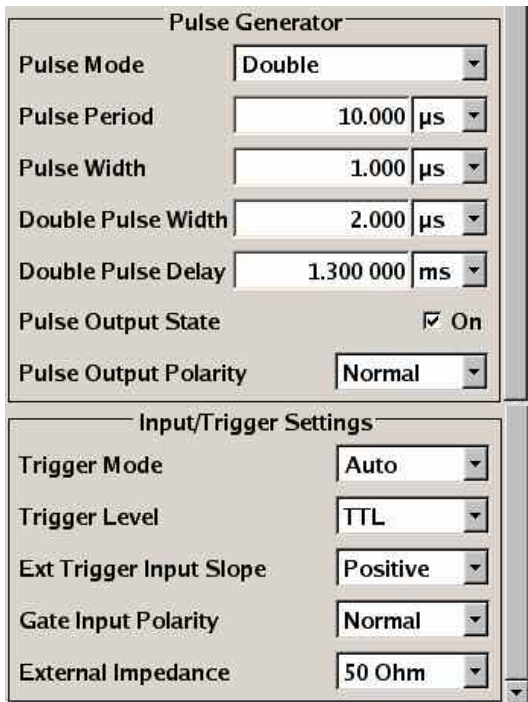 Pulse Generator
Pulse Mode Double
Pulse Period 10.000 µs
Pulse Width 1.000 µs
Double Pulse Width 2.000 µs
Double Pulse Delay 1.300 000 ms
Pulse Output State On
Pulse Output Polarity Normal
Input/Trigger Settings
Trigger Mode Auto
Trigger Level TTL
Ext Trigger Input Slope Positive
Gate Input Polarity Normal
External Impedance 50 Ohm